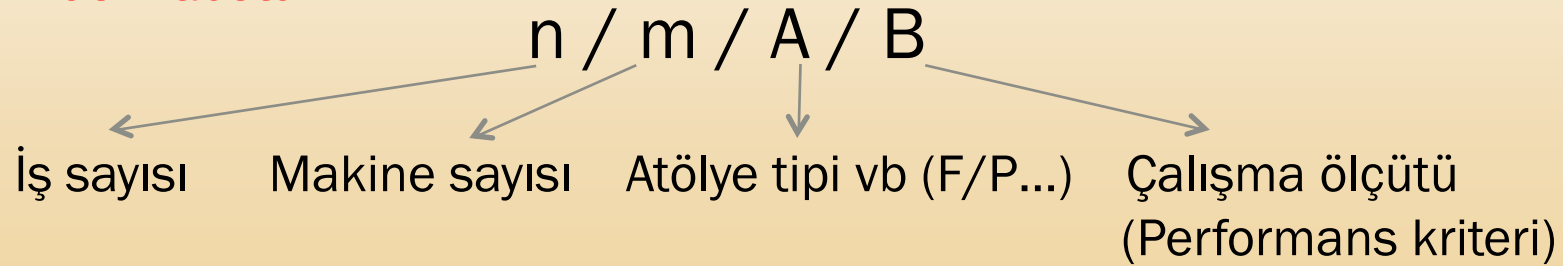 n / m / A / B
İş sayısı Makine sayısı Atölye tipi vb (F/P...) Çalışma ölçütü
(Performans kriteri)